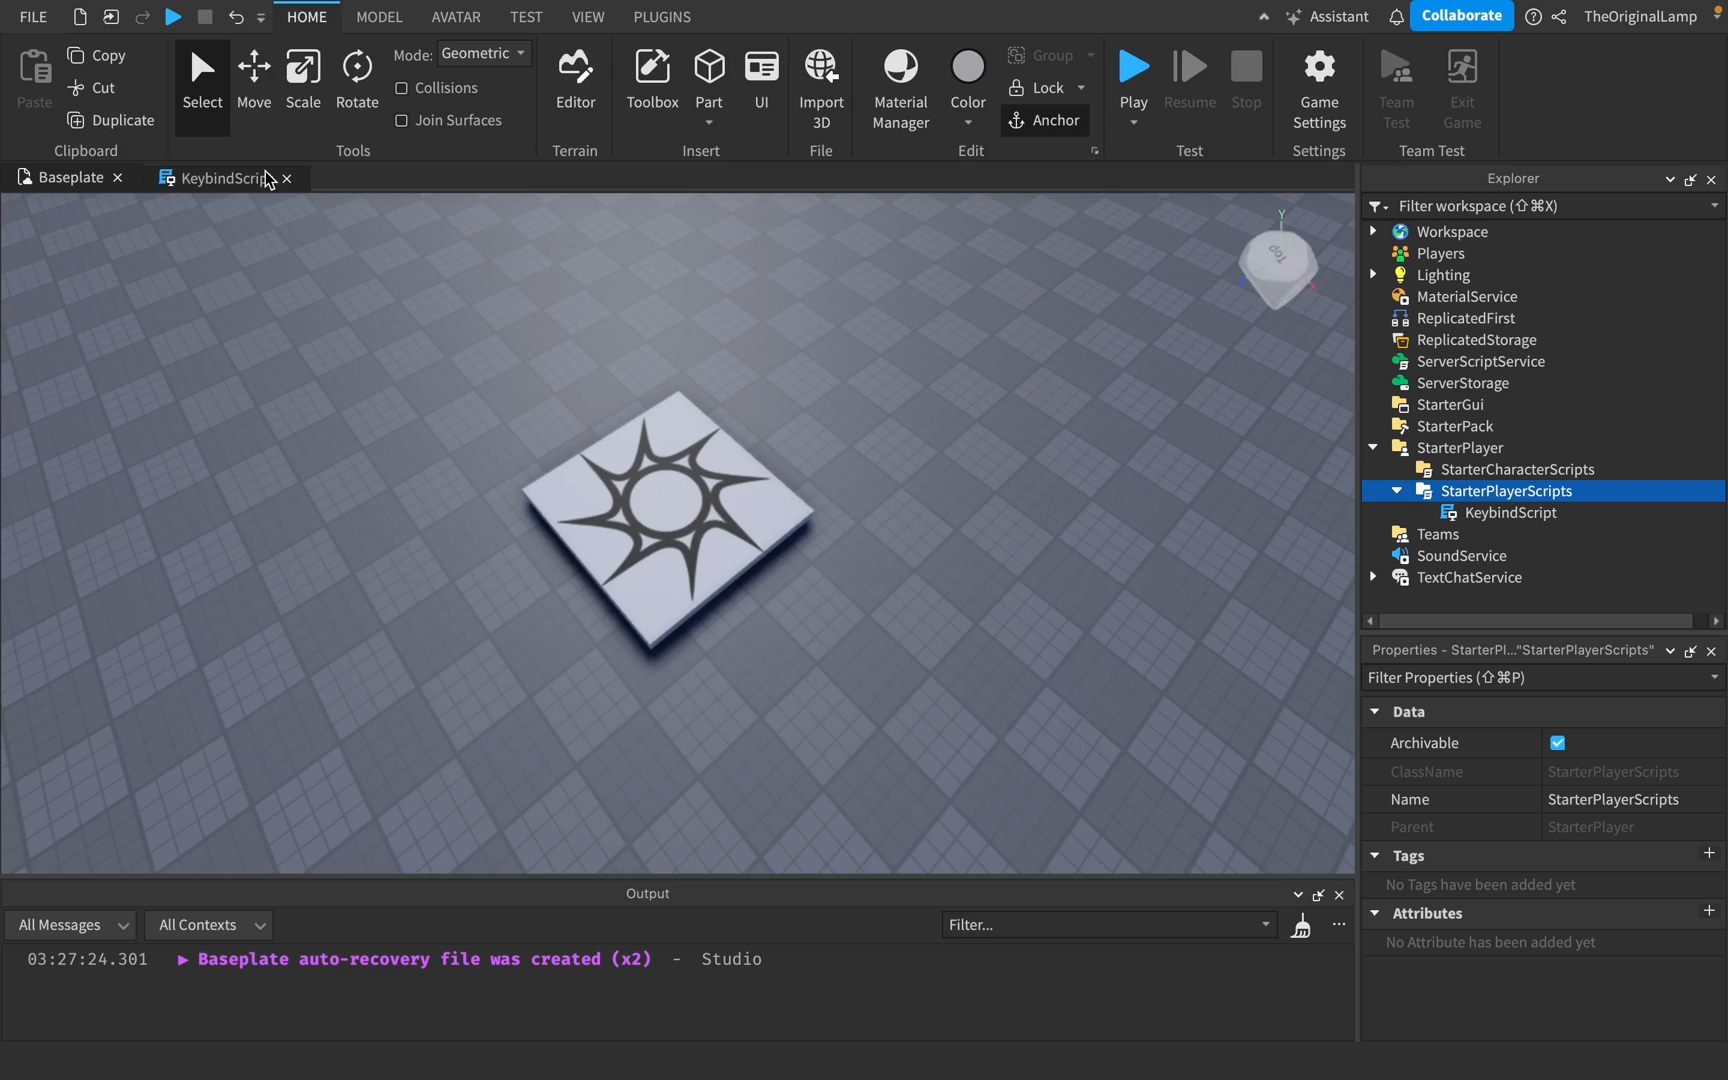 FILE
HOME
MODEL
AVATAR
TEST
VIEW
PLUGINS
Assistant
Collaborate
TheOriginalLamp
Paste
Copy
Cut
Duplicate
Clipboard
Select
Move
Scale
Rotate
Mode: Geometric
Collisions
Join Surfaces
Tools
Editor
Terrain
Toolbox
Part
UI
Insert
Import
3D
File
Material
Manager
Color
Group
Lock
Anchor
Edit
Play
Resume
Stop
Test
Game
Settings
Settings
Team
Test
Exit
Game
Team Test
Baseplate
KeybindScrip
Y
Top
Explorer
Filter workspace (⇧⌘X)
Workspace
Players
Lighting
MaterialService
ReplicatedFirst
ReplicatedStorage
ServerScriptService
ServerStorage
StarterGui
StarterPack
StarterPlayer
StarterCharacterScripts
StarterPlayerScripts
KeybindScript
Teams
SoundService
TextChatService
Properties - StarterPl..."StarterPlayerScripts"
Filter Properties (⇧⌘P)
Data
Archivable
ClassName StarterPlayerScripts
Name StarterPlayerScripts
Parent StarterPlayer
Tags
No Tags have been added yet
Attributes
No Attribute has been added yet
Output
All Messages
All Contexts
Filter...
03:27:24.301 Baseplate auto-recovery file was created (x2) - Studio